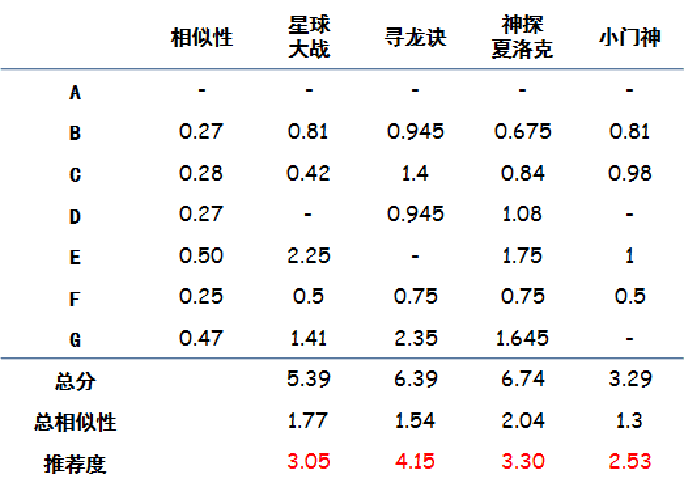 相似性 星球大战 寻龙诀 神探夏洛克 小门神
A - - - - -
B 0.27 0.81 0.945 0.675 0.81
C 0.28 0.42 1.4 0.84 0.98
D 0.27 - 0.945 1.08 -
E 0.50 2.25 - 1.75 1
F 0.25 0.5 0.75 0.75 0.5
G 0.47 1.41 2.35 1.645 -
总分 5.39 6.39 6.74 3.29
总相似性 1.77 1.54 2.04 1.3
推荐度 3.05 4.15 3.30 2.53